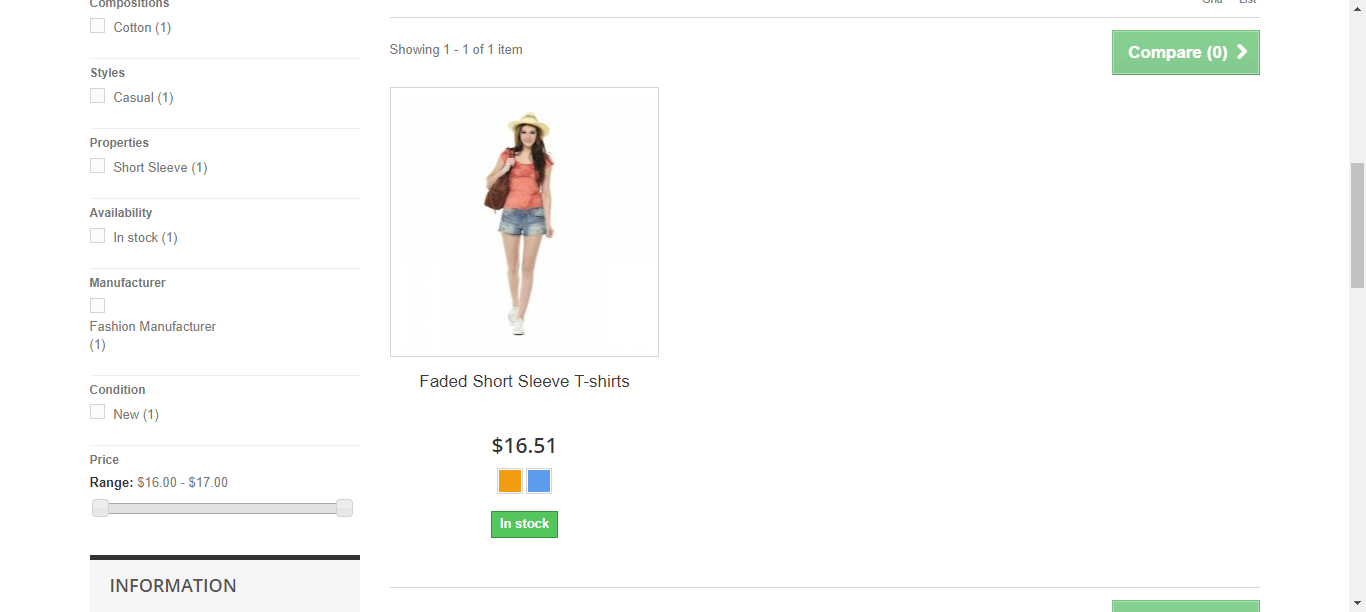 Compositions
Cotton (1)
Styles
Casual (1)
Properties
Short Sleeve (1)
Availability
In stock (1)
Manufacturer
Fashion Manufacturer
(1)
Condition
New (1)
Price
Range: $16.00 - $17.00
INFORMATION
Grid List
Showing 1 - 1 of 1 item
Compare (0)
Faded Short Sleeve T-shirts
$16.51
In stock